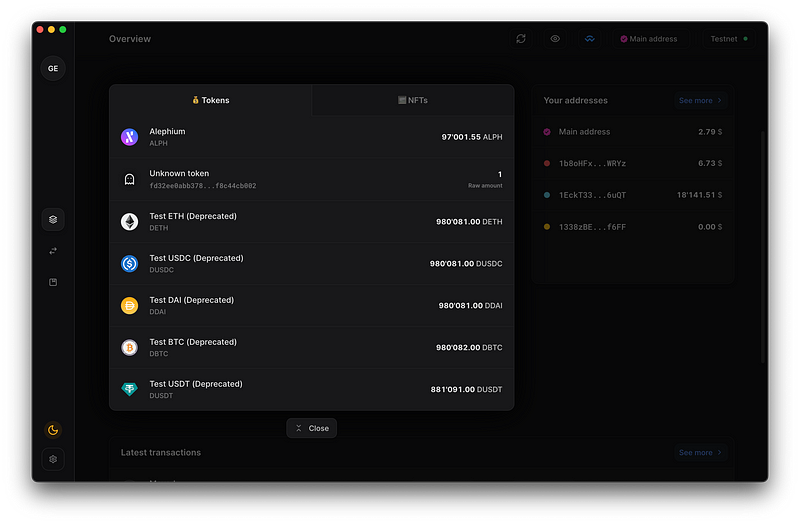 Overview
Main address
Testnet
GE
Tokens
NFTs
Alephium
ALPH
97'001.55 ALPH
Unknown token
fd32ee0abb378...f8c44cb002
1
Raw amount
Test ETH (Deprecated)
DETH
980'081.00 DETH
Test USDC (Deprecated)
DUSDC
980'081.00 DUSDC
Test DAI (Deprecated)
DDAI
980'081.00 DDAI
Test BTC (Deprecated)
DBTC
980'082.00 DBTC
Test USDT (Deprecated)
DUSDT
881'091.00 DUSDT
Close
Your addresses
See more
Main address
2.79 $
1b8oHFx...WRYz
6.73 $
1EckT33...6uQT
18'141.51 $
1338zBE...f6FF
0.00 $
Latest transactions
See more